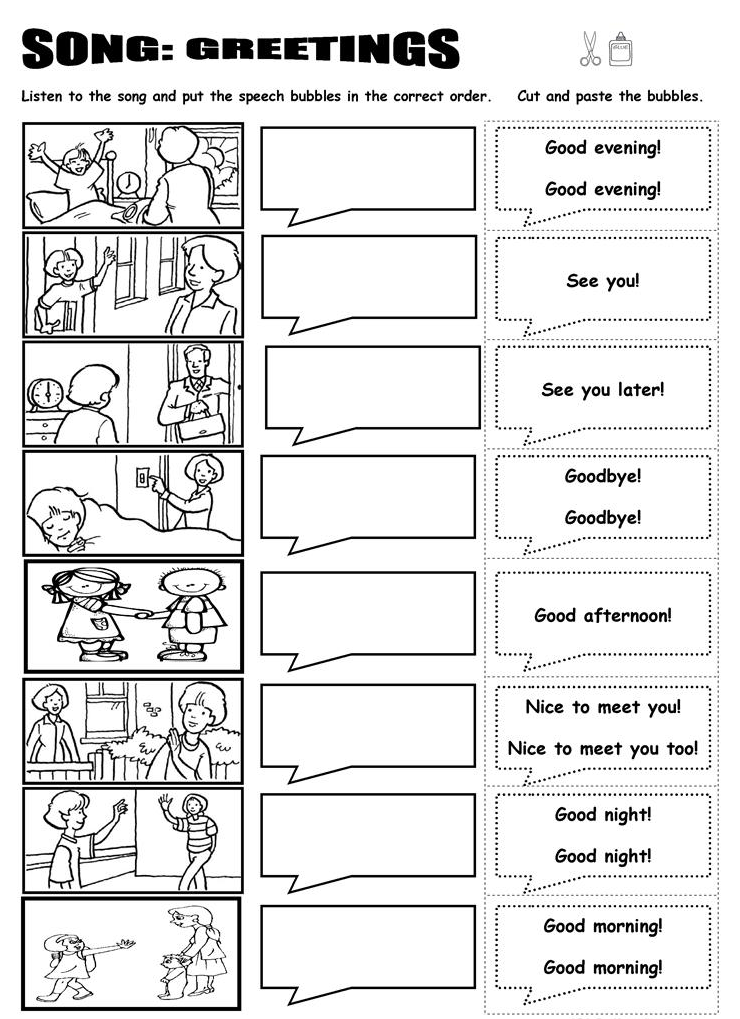 SONG: GREETINGS
GLUE
Listen to the song and put the speech bubbles in the correct order. Cut and paste the bubbles.
Good evening!
Good evening!
See you!
See you later!
Goodbye!
Goodbye!
Good afternoon!
Nice to meet you!
Nice to meet you too!
Good night!
Good night!
Good morning!
Good morning!